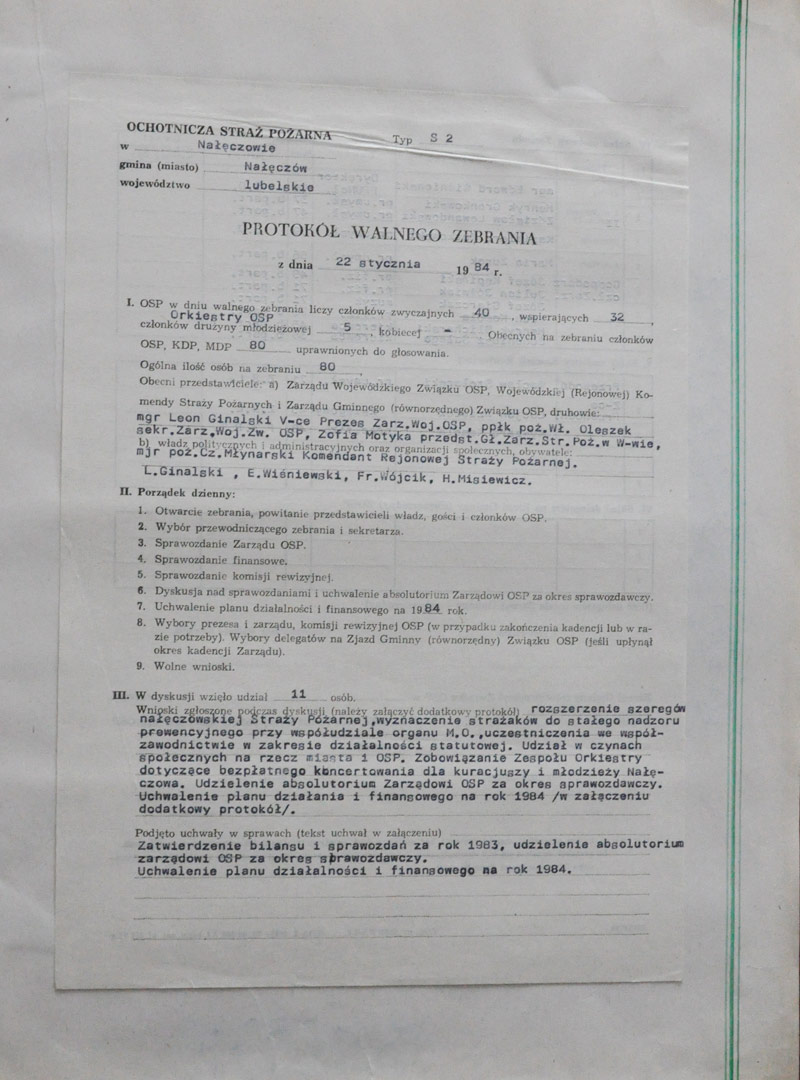 OCHOTNICZA STRAŻ POŻARNA Typ S 2
w Nałęczowie
gmina (miasto) Nałęczów
województwo lubelskie
PROTOKÓŁ WALNEGO ZEBRANIA
z dnia 22 stycznia 1984 r.
I. OSP w dniu walnego zebrania liczy członków zwyczajnych 40, wspierających 32,
Orkiestry OSP
członków drużyny młodzieżowej 5, kobiecej -. Obecnych na zebraniu członków
OSP, KDP, MDP 80 uprawnionych do głosowania.
Ogólna ilość osób na zebraniu 80,
Obecni przedstawiciele: a) Zarządu Wojewódzkiego Związku OSP, Wojewódzkiej (Rejonowej) Ko-
mendy Straży Pożarnych i Zarządu Gminnego (równorzędnego) Związku OSP, druhowie:
mgr Leon Ginalski V-ce Prezes Zarz.Woj.OSP, ppłk poż.Wł. Oleszek
sekr.Zarz.Woj.Zw. OSP, Zofia Motyka przedst.Gł.Zarz.Str.Poż.w W-wie,
b) władz politycznych i administracyjnych oraz organizacji społecznych, obywatele:
mjr poż.Cz.Młynarski Komendant Rejonowej Straży Pożarnej.
L.Ginalski , E.Wiśniewski, Fr.Wójcik, H.Misiewicz.
II. Porządek dzienny:
1. Otwarcie zebrania, powitanie przedstawicieli władz, gości i członków OSP.
2. Wybór przewodniczącego zebrania i sekretarza.
3. Sprawozdanie Zarządu OSP.
4. Sprawozdanie finansowe.
5. Sprawozdanie komisji rewizyjnej.
6. Dyskusja nad sprawozdaniami i uchwalenie absolutorium Zarządowi OSP za okres sprawozdawczy.
7. Uchwalenie planu działalności i finansowego na 1984 rok.
8. Wybory prezesa i zarządu, komisji rewizyjnej OSP (w przypadku zakończenia kadencji lub w ra-
zie potrzeby). Wybory delegatów na Zjazd Gminny (równorzędny) Związku OSP (jeśli upłynął
okres kadencji Zarządu).
9. Wolne wnioski.
III. W dyskusji wzięło udział 11 osób.
Wnioski zgłoszone podczas dyskusji (należy załączyć dodatkowy protokół) rozszerzenie szeregów
nałęczowskiej Straży Pożarnej,wyznaczenie strażaków do stałego nadzoru
prewencyjnego przy współudziale organu M.O.,uczestniczenia we współ-
zawodnictwie w zakresie działalności statutowej. Udział w czynach
społecznych na rzecz miasta i OSP. Zobowiązanie Zespołu Orkiestry
dotyczące bezpłatnego koncertowania dla kuracjuszy i młodzieży Nałę-
czowa. Udzielenie absolutorium Zarządowi OSP za okres sprawozdawczy.
Uchwalenie planu działania i finansowego na rok 1984 /w załączeniu
dodatkowy protokół/.
Podjęto uchwały w sprawach (tekst uchwał w załączeniu)
Zatwierdzenie bilansu i sprawozdań za rok 1983, udzielenie absolutorium
zarządowi OSP za okres sprawozdawczy.
Uchwalenie planu działalności i finansowego na rok 1984.